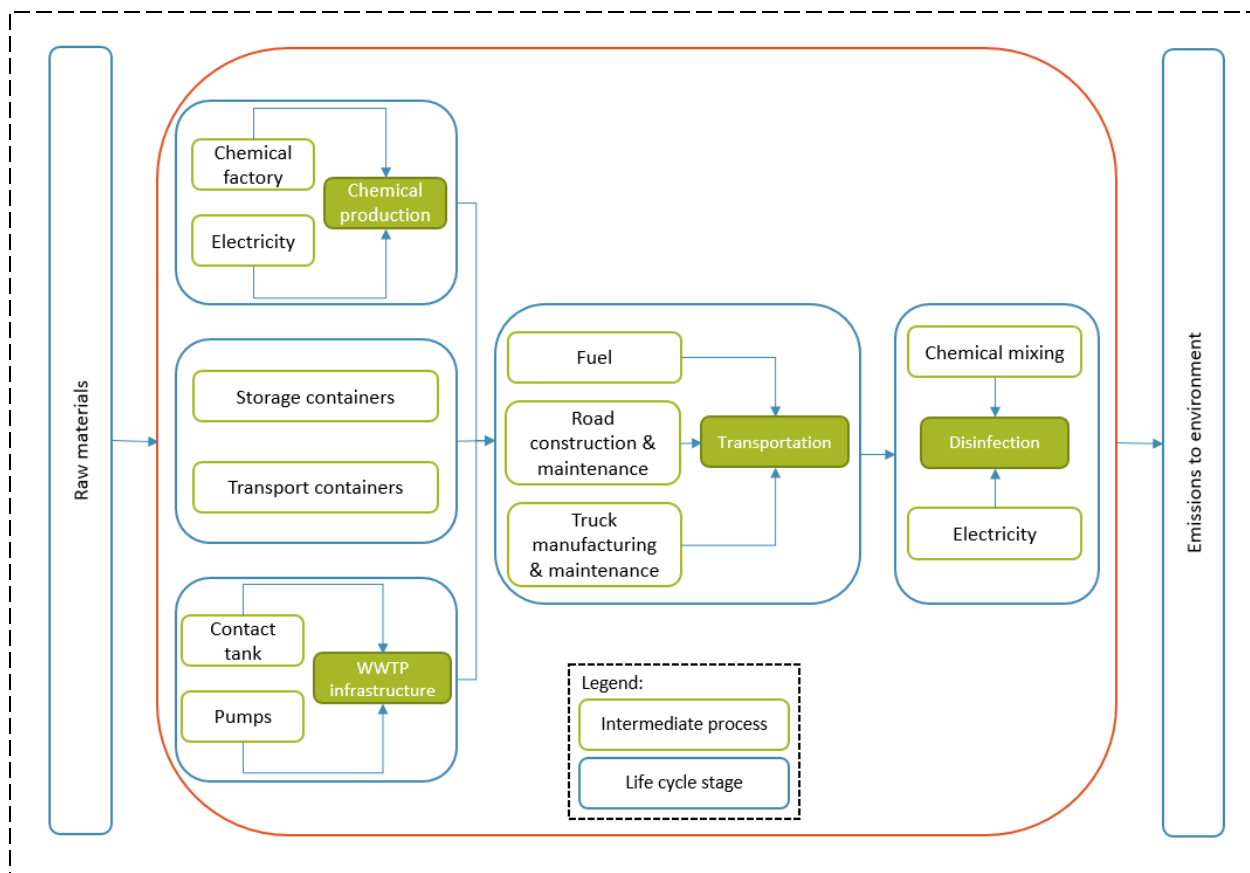 Raw materials
Chemical
factory
Chemical
production
Electricity
Storage containers
Transport containers
Contact
tank
WWTP
infrastructure
Pumps
Fuel
Road
construction &
maintenance
Transportation
Truck
manufacturing
& maintenance
Chemical mixing
Disinfection
Electricity
Legend:
Intermediate process
Life cycle stage
Emissions to environment